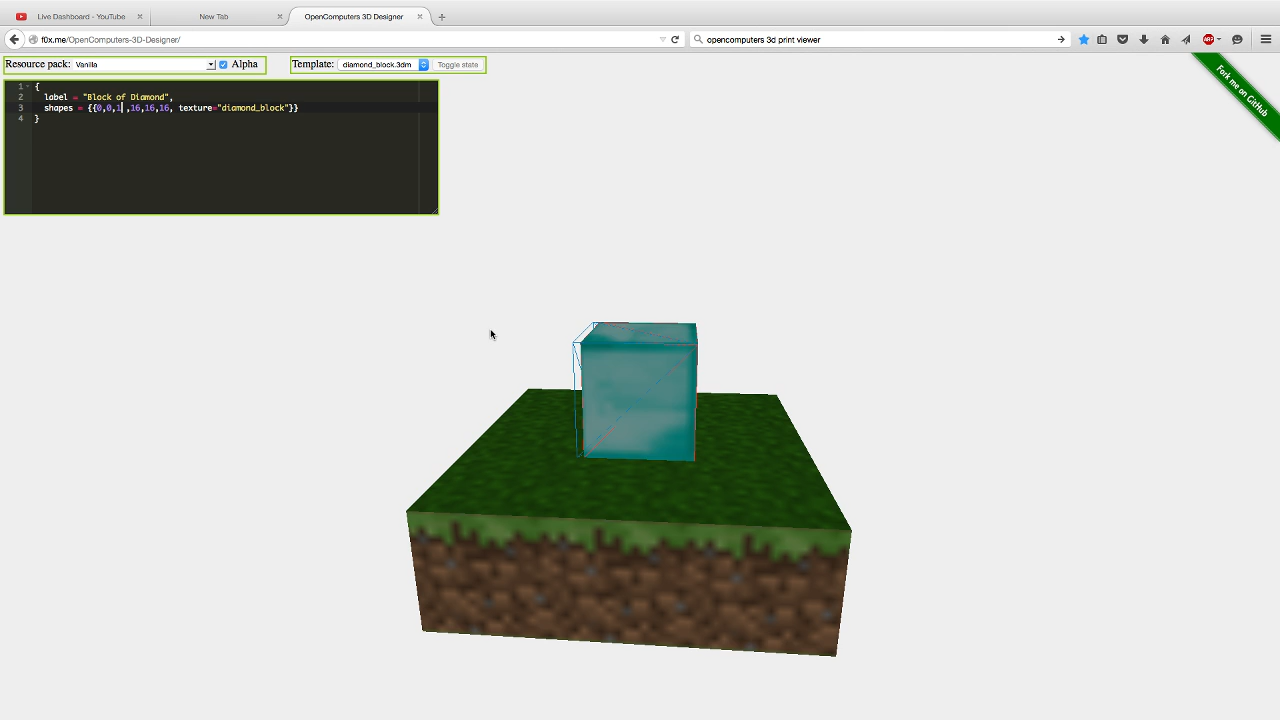 Live Dashboard - YouTube
New Tab
OpenComputers 3D Designer
f0x.me/OpenComputers-3D-Designer/
opencomputers 3d print viewer
ABP
Resource pack: Vanilla Alpha
Template: diamond_block.3dm Toggle state
Fork me on GitHub
1 {
2 label = "Block of Diamond",
3 shapes = {{0,0,1 ,16,16,16, texture="diamond_block"}}
4 }